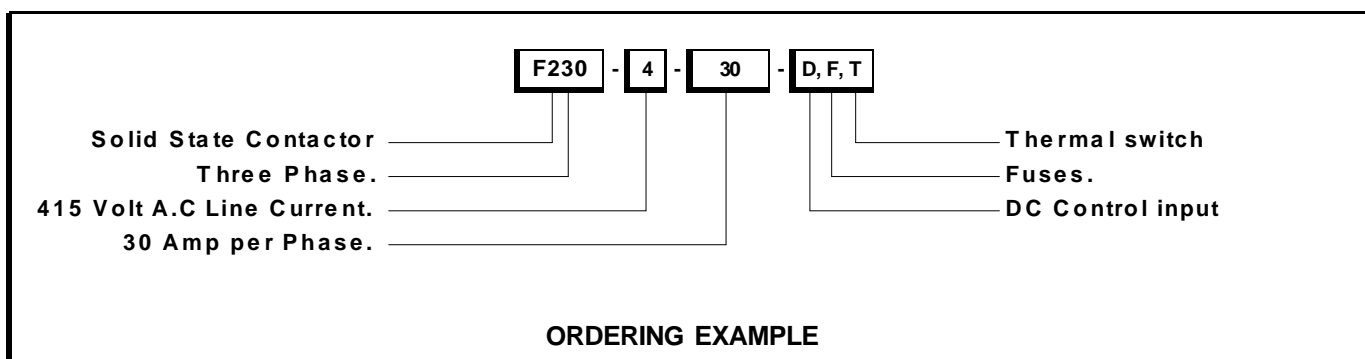 F230 - 4 - 30 - D, F, T
Solid State Contactor
Three Phase.
415 Volt A.C Line Current.
30 Amp per Phase.
Thermal switch
Fuses.
DC Control input
ORDERING EXAMPLE